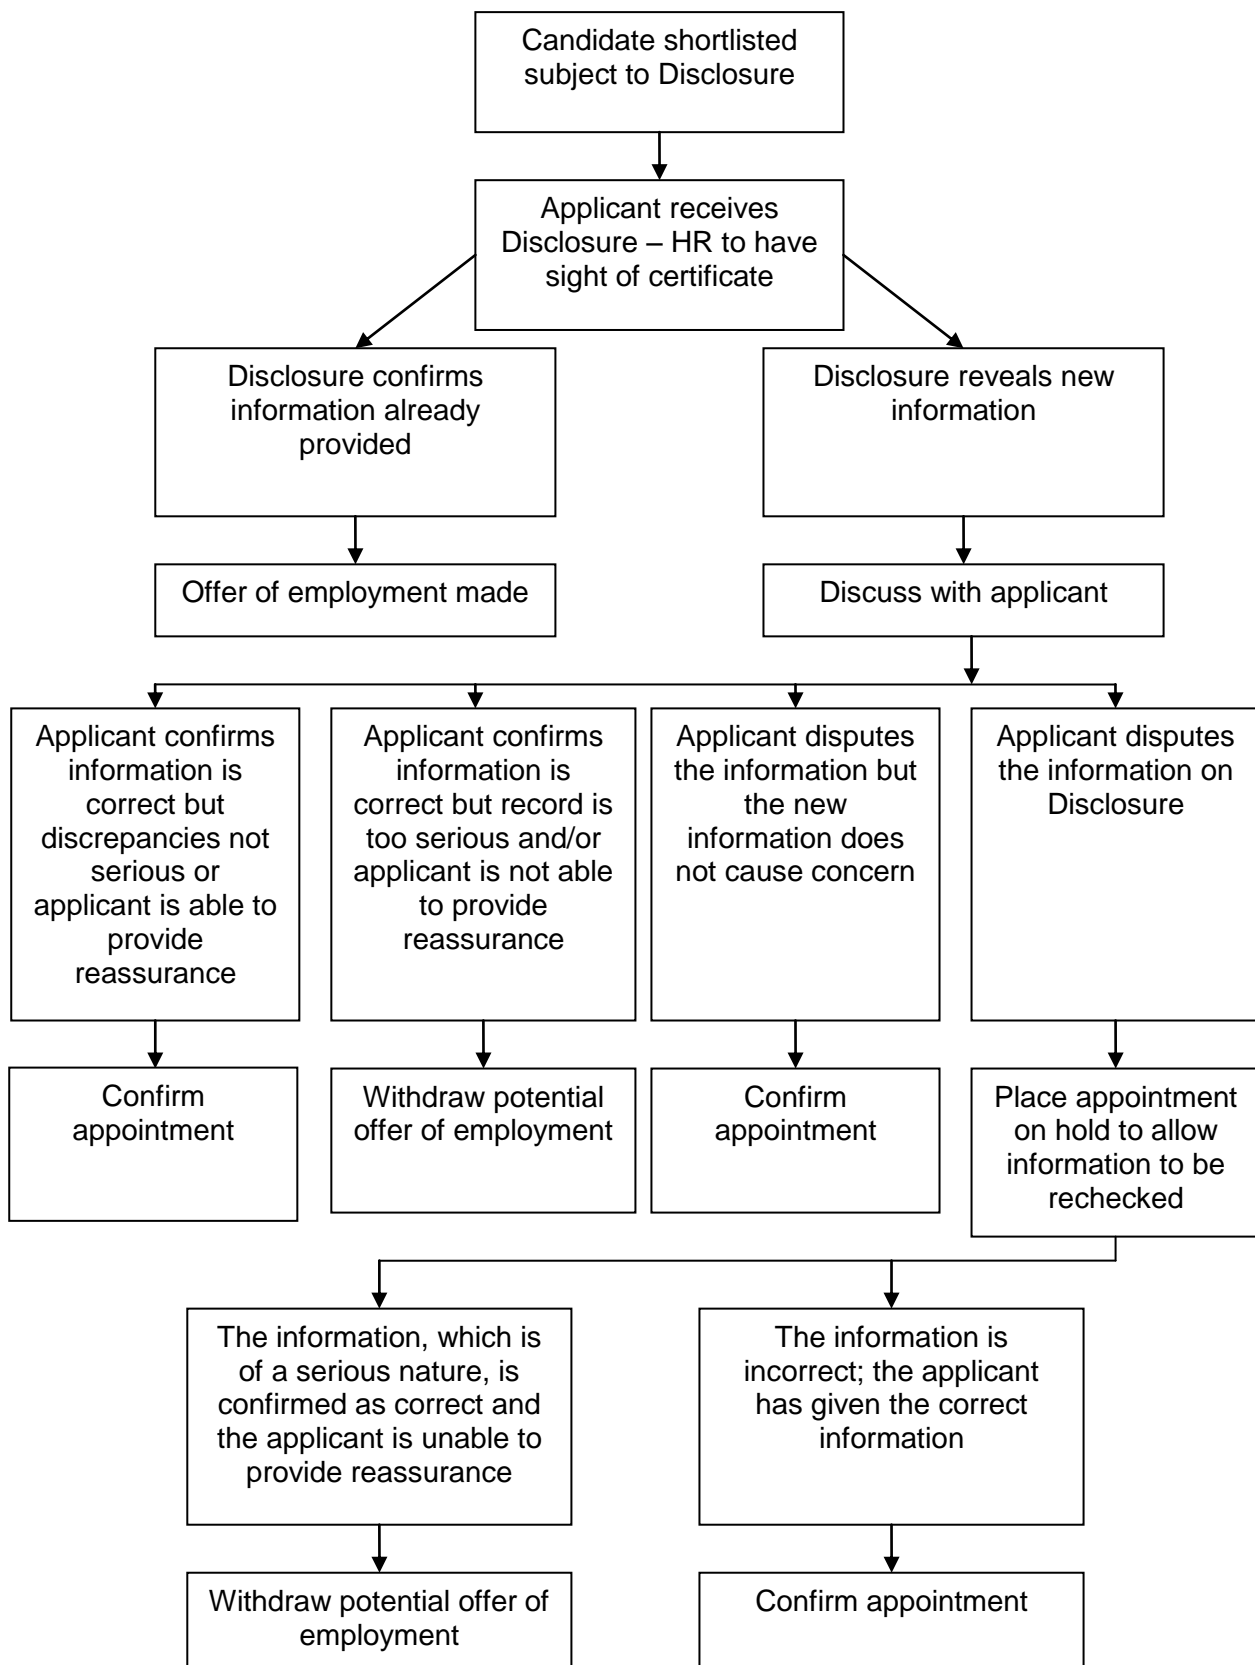 Candidate shortlisted
subject to Disclosure
Applicant receives
Disclosure – HR to have
sight of certificate
Disclosure confirms
information already
provided
Disclosure reveals new
information
Offer of employment made
Discuss with applicant
Applicant confirms
information is
correct but
discrepancies not
serious or
applicant is able to
provide
reassurance
Applicant confirms
information is
correct but record is
too serious and/or
applicant is not able
to provide
reassurance
Applicant disputes
the information but
the new
information does
not cause concern
Applicant disputes
the information on
Disclosure
Confirm
appointment
Withdraw potential
offer of employment
Confirm
appointment
Place appointment
on hold to allow
information to be
rechecked
The information, which is
of a serious nature, is
confirmed as correct and
the applicant is unable to
provide reassurance
The information is
incorrect; the applicant
has given the correct
information
Withdraw potential offer of
employment
Confirm appointment